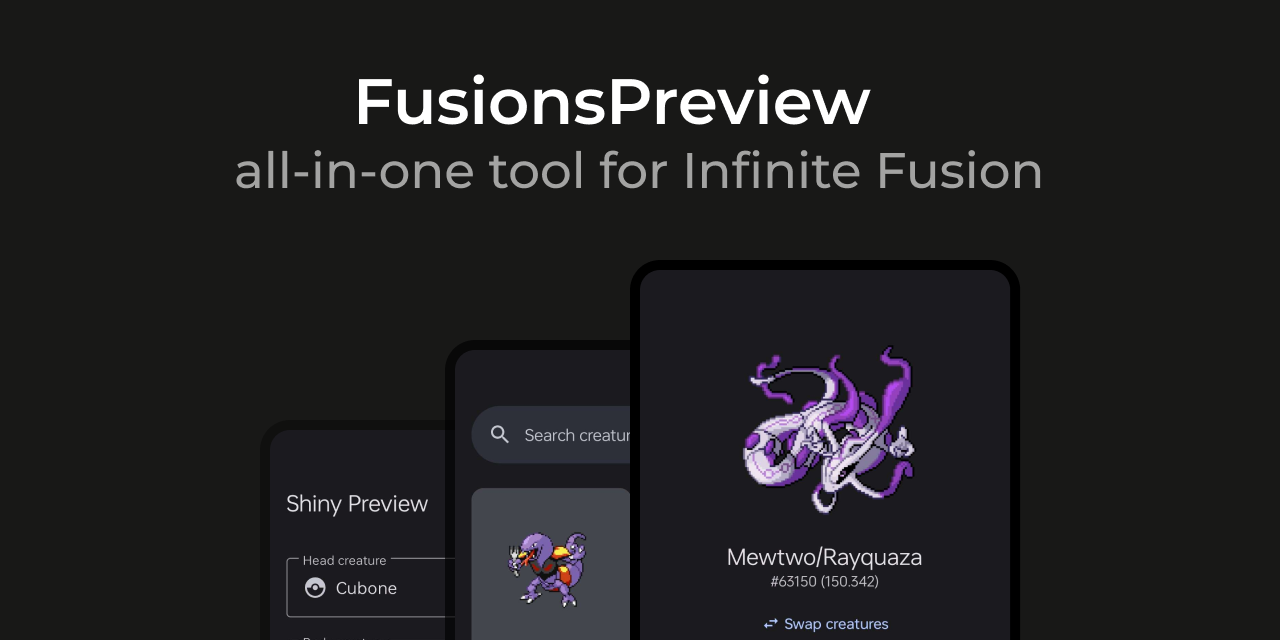 FusionsPreview
all-in-one tool for Infinite Fusion
Shiny Preview
Head creature
Cubone
Search creatur
Mewtwo/Rayquaza
#63150 (150.342)
Swap creatures